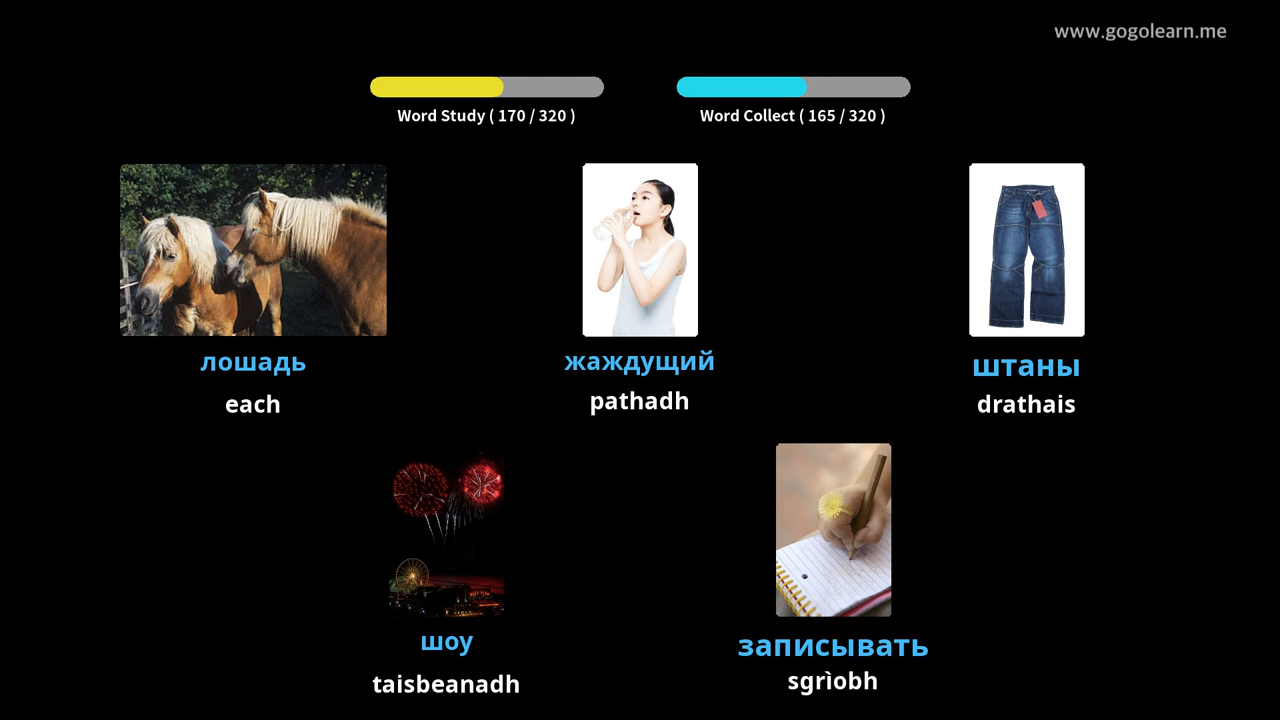 www.gogolearn.me
Word Study ( 170 / 320 )
Word Collect ( 165 / 320 )
лошадь
each
жаждущий
pathadh
штаны
drathais
шоу
taisbeanadh
записывать
sgrìobh